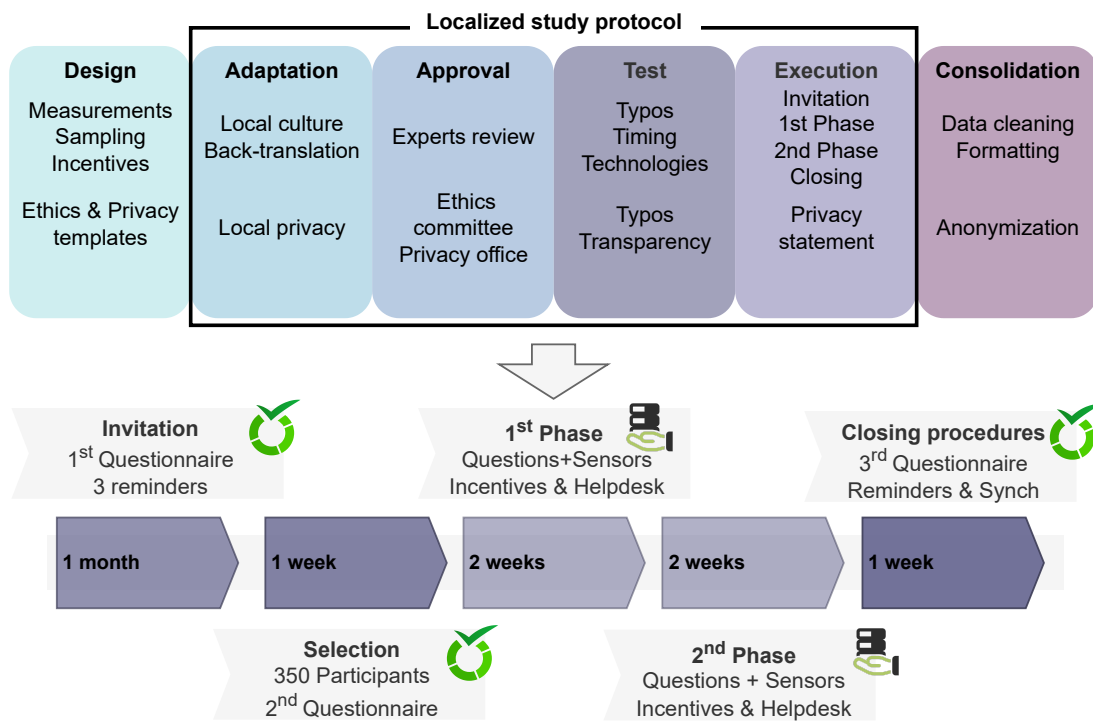 Localized study protocol
Design
Measurements
Sampling
Incentives
Ethics & Privacy
templates
Adaptation
Local culture
Back-translation
Local privacy
Approval
Experts review
Ethics
committee
Privacy office
Test
Typos
Timing
Technologies
Typos
Transparency
Execution
Invitation
1st Phase
2nd Phase
Closing
Privacy
statement
Consolidation
Data cleaning
Formatting
Anonymization
Invitation
1st Questionnaire
3 reminders
1st Phase
Questions+Sensors
Incentives & Helpdesk
Closing procedures
3rd Questionnaire
Reminders & Synch
1 month
1 week
2 weeks
2 weeks
1 week
Selection
350 Participants
2nd Questionnaire
2nd Phase
Questions + Sensors
Incentives & Helpdesk